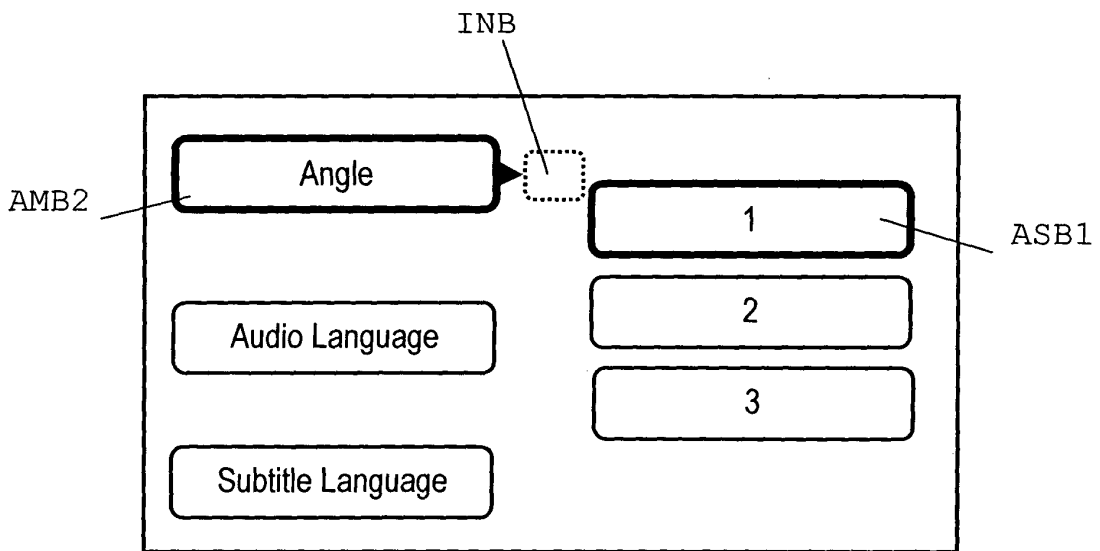 INB
Angle
AMB2
1
ASB1
2
Audio Language
3
Subtitle Language